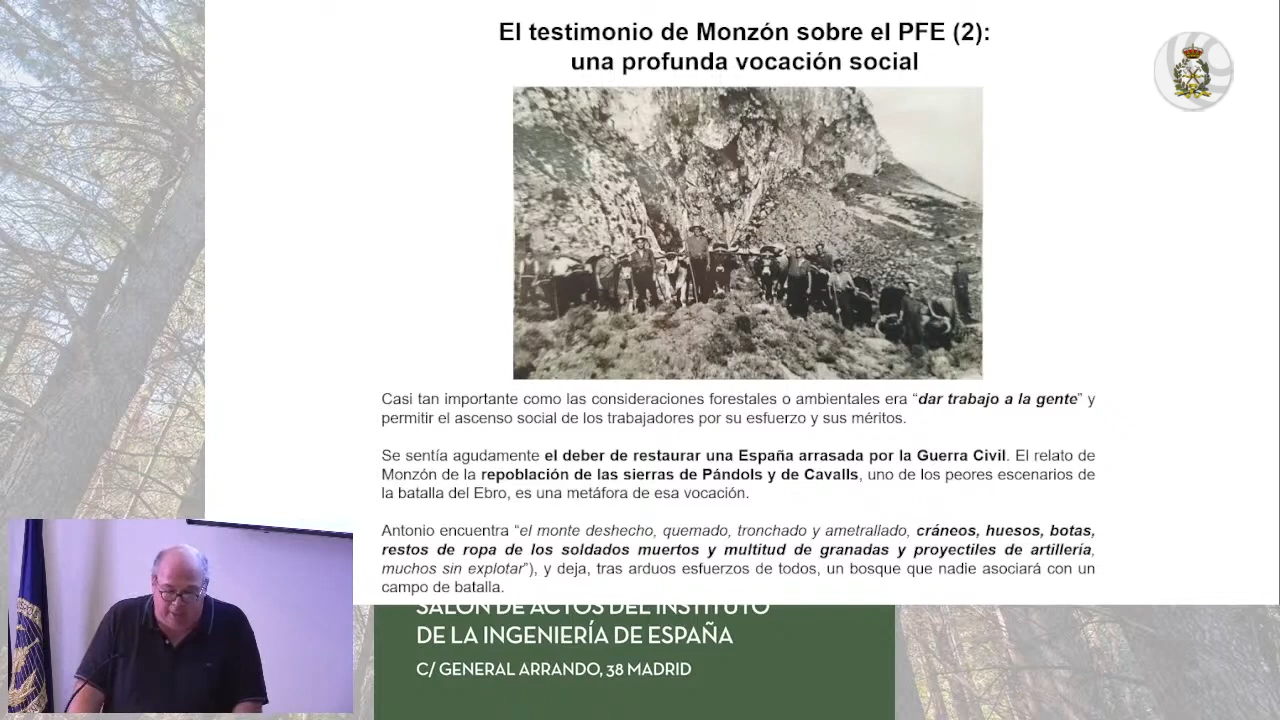 El testimonio de Monzón sobre el PFE (2):
una profunda vocación social
Casi tan importante como las consideraciones forestales o ambientales era “dar trabajo a la gente” y
permitir el ascenso social de los trabajadores por su esfuerzo y sus méritos.
Se sentía agudamente el deber de restaurar una España arrasada por la Guerra Civil. El relato de
Monzón de la repoblación de las sierras de Pándols y de Cavalls, uno de los peores escenarios de
la batalla del Ebro, es una metáfora de esa vocación.
Antonio encuentra “el monte deshecho, quemado, tronchado y ametrallado, cráneos, huesos, botas,
restos de ropa de los soldados muertos y multitud de granadas y proyectiles de artillería,
muchos sin explotar”), y deja, tras arduos esfuerzos de todos, un bosque que nadie asociará con un
campo de batalla.
SALÓN DE ACTOS DEL INSTITUTO
DE LA INGENIERÍA DE ESPAÑA
C/ GENERAL ARRANDO, 38 MADRID